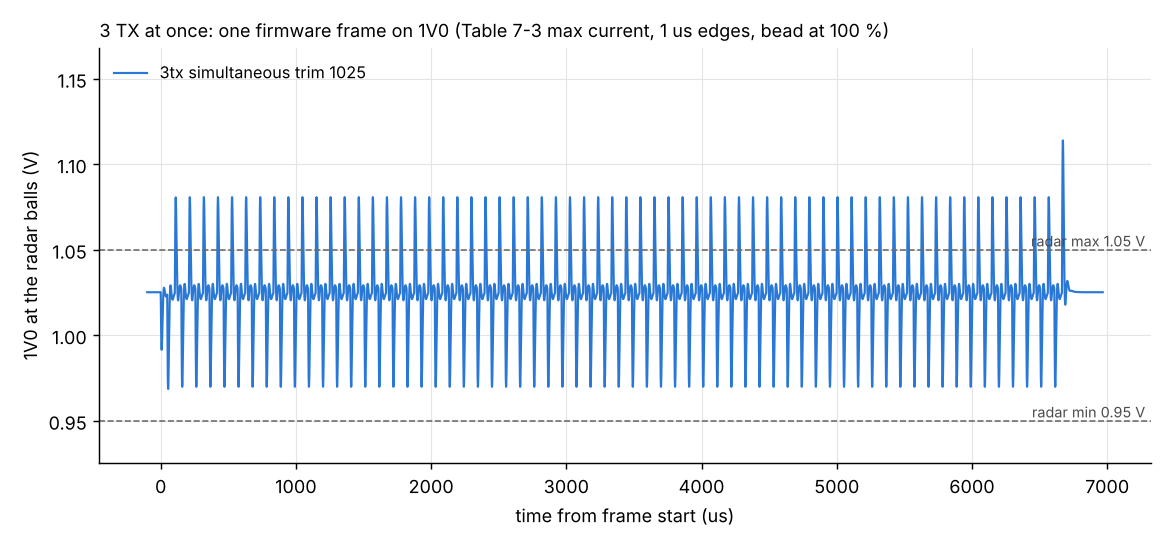 3 TX at once: one firmware frame on 1V0 (Table 7-3 max current, 1 us edges, bead at 100 %)
3tx simultaneous trim 1025
1.15
1.10
1.05
1.00
0.95
1V0 at the radar balls (V)
radar max 1.05 V
radar min 0.95 V
0 1000 2000 3000 4000 5000 6000 7000
time from frame start (us)